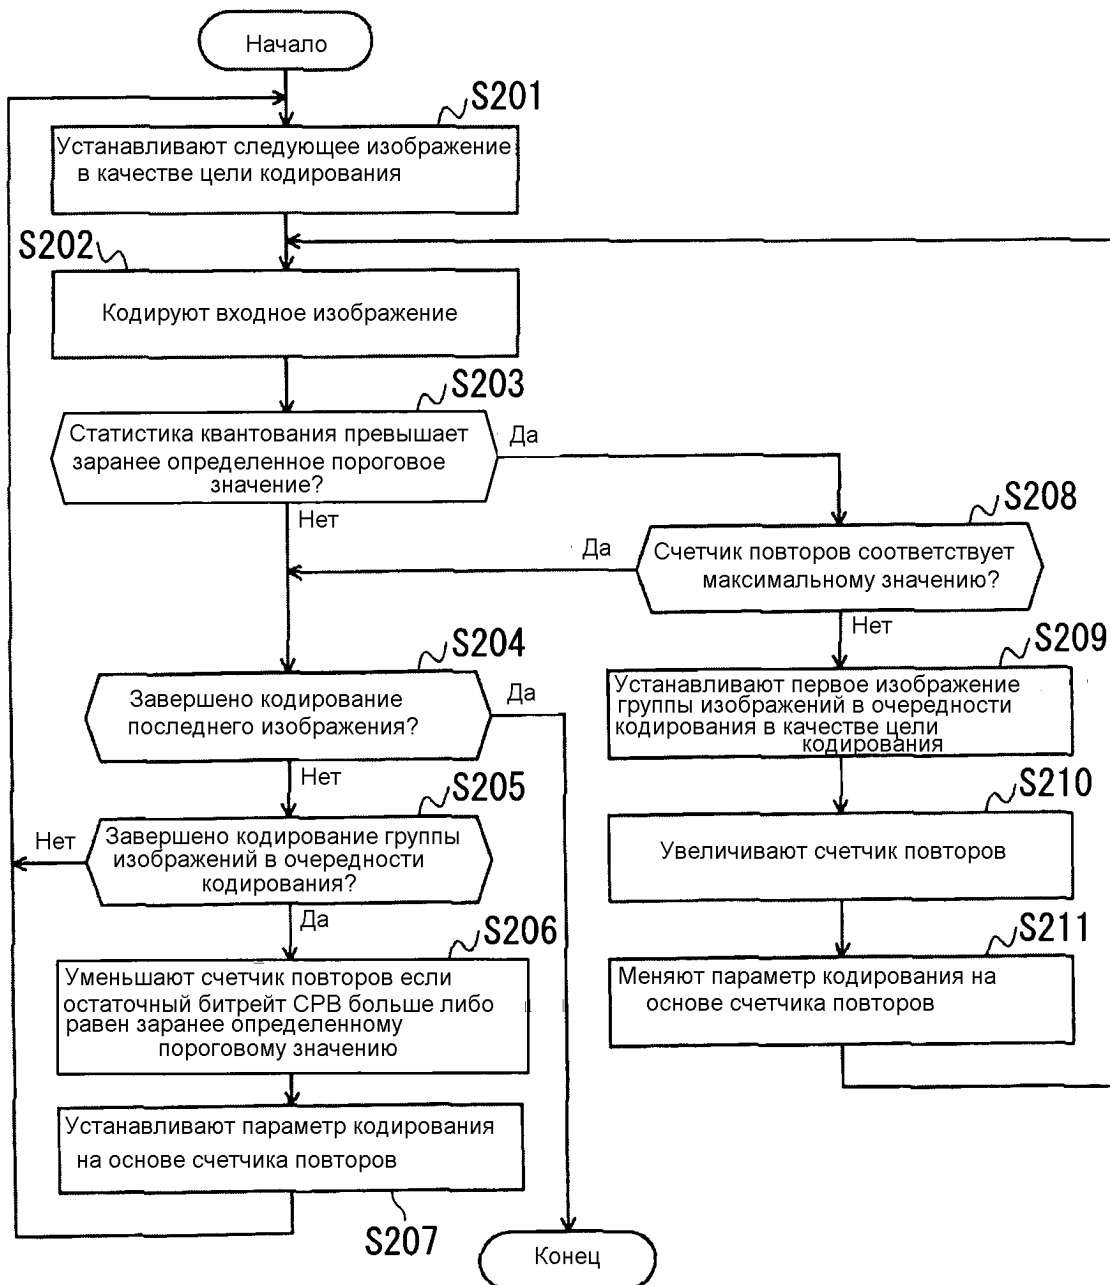 Начало
S201
Устанавливают следующее изображение
в качестве цели кодирования
S202
Кодируют входное изображение
S203
Статистика квантования превышает
заранее определенное пороговое
значение?
Да
Нет
S208
Счетчик повторов соответствует
максимальному значению?
Да
Нет
S204
Завершено кодирование
последнего изображения?
Да
Нет
S209
Устанавливают первое изображение
группы изображений в очередности
кодирования в качестве цели
кодирования
S205
Завершено кодирование группы
изображений в очередности
кодирования?
Нет
Да
S210
Увеличивают счетчик повторов
S206
Уменьшают счетчик повторов если
остаточный битрейт CPB больше либо
равен заранее определенному
пороговому значению
S211
Меняют параметр кодирования на
основе счетчика повторов
Устанавливают параметр кодирования
на основе счетчика повторов
S207
Конец